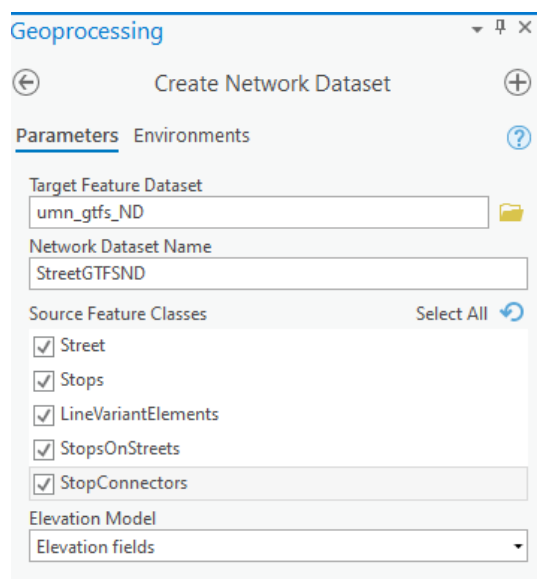 Geoprocessing
Create Network Dataset
Parameters Environments
Target Feature Dataset
umn_gtfs_ND
Network Dataset Name
StreetGTFSND
Source Feature Classes Select All
Street
Stops
LineVariantElements
StopsOnStreets
StopConnectors
Elevation Model
Elevation fields